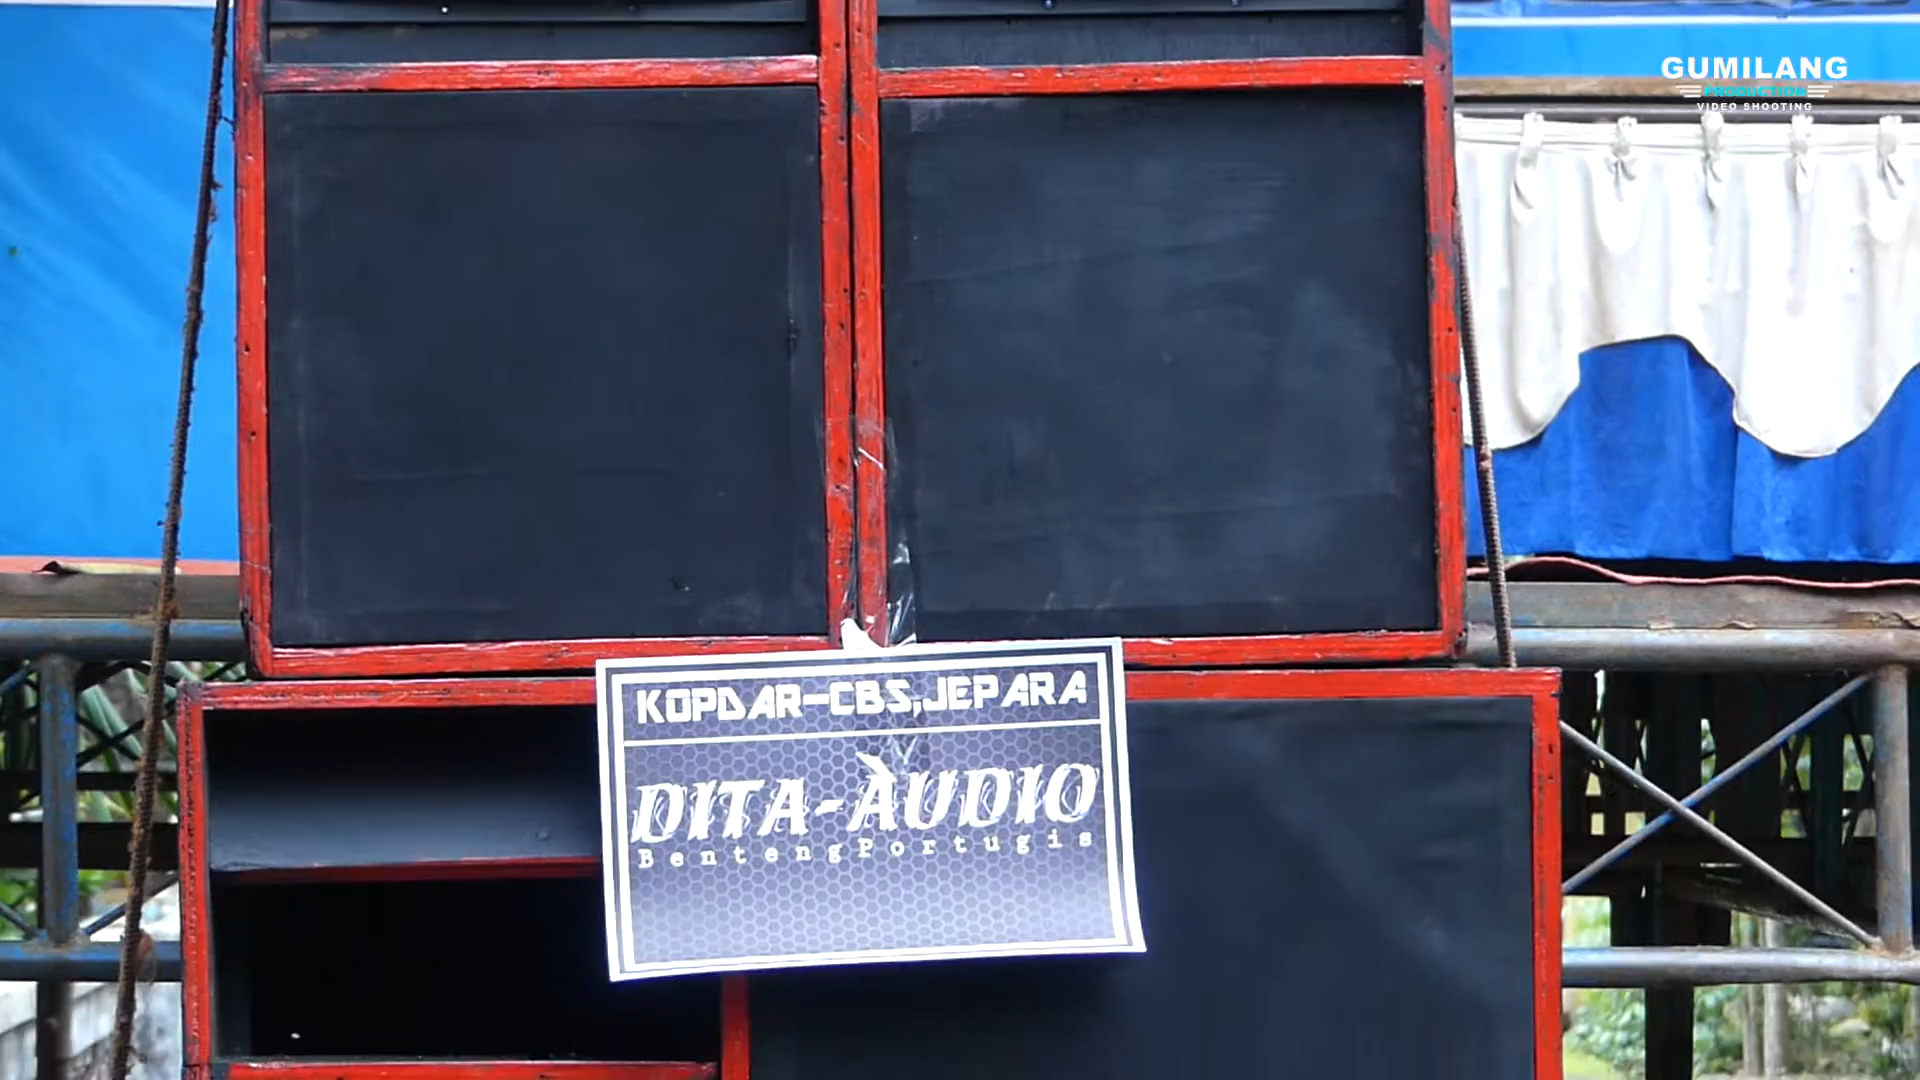 GUMILANG
PRODUCTION
VIDEO SHOOTING
KOPDAR-CBS,JEPARA
DITA-ÀUDIO
BentengPortugis